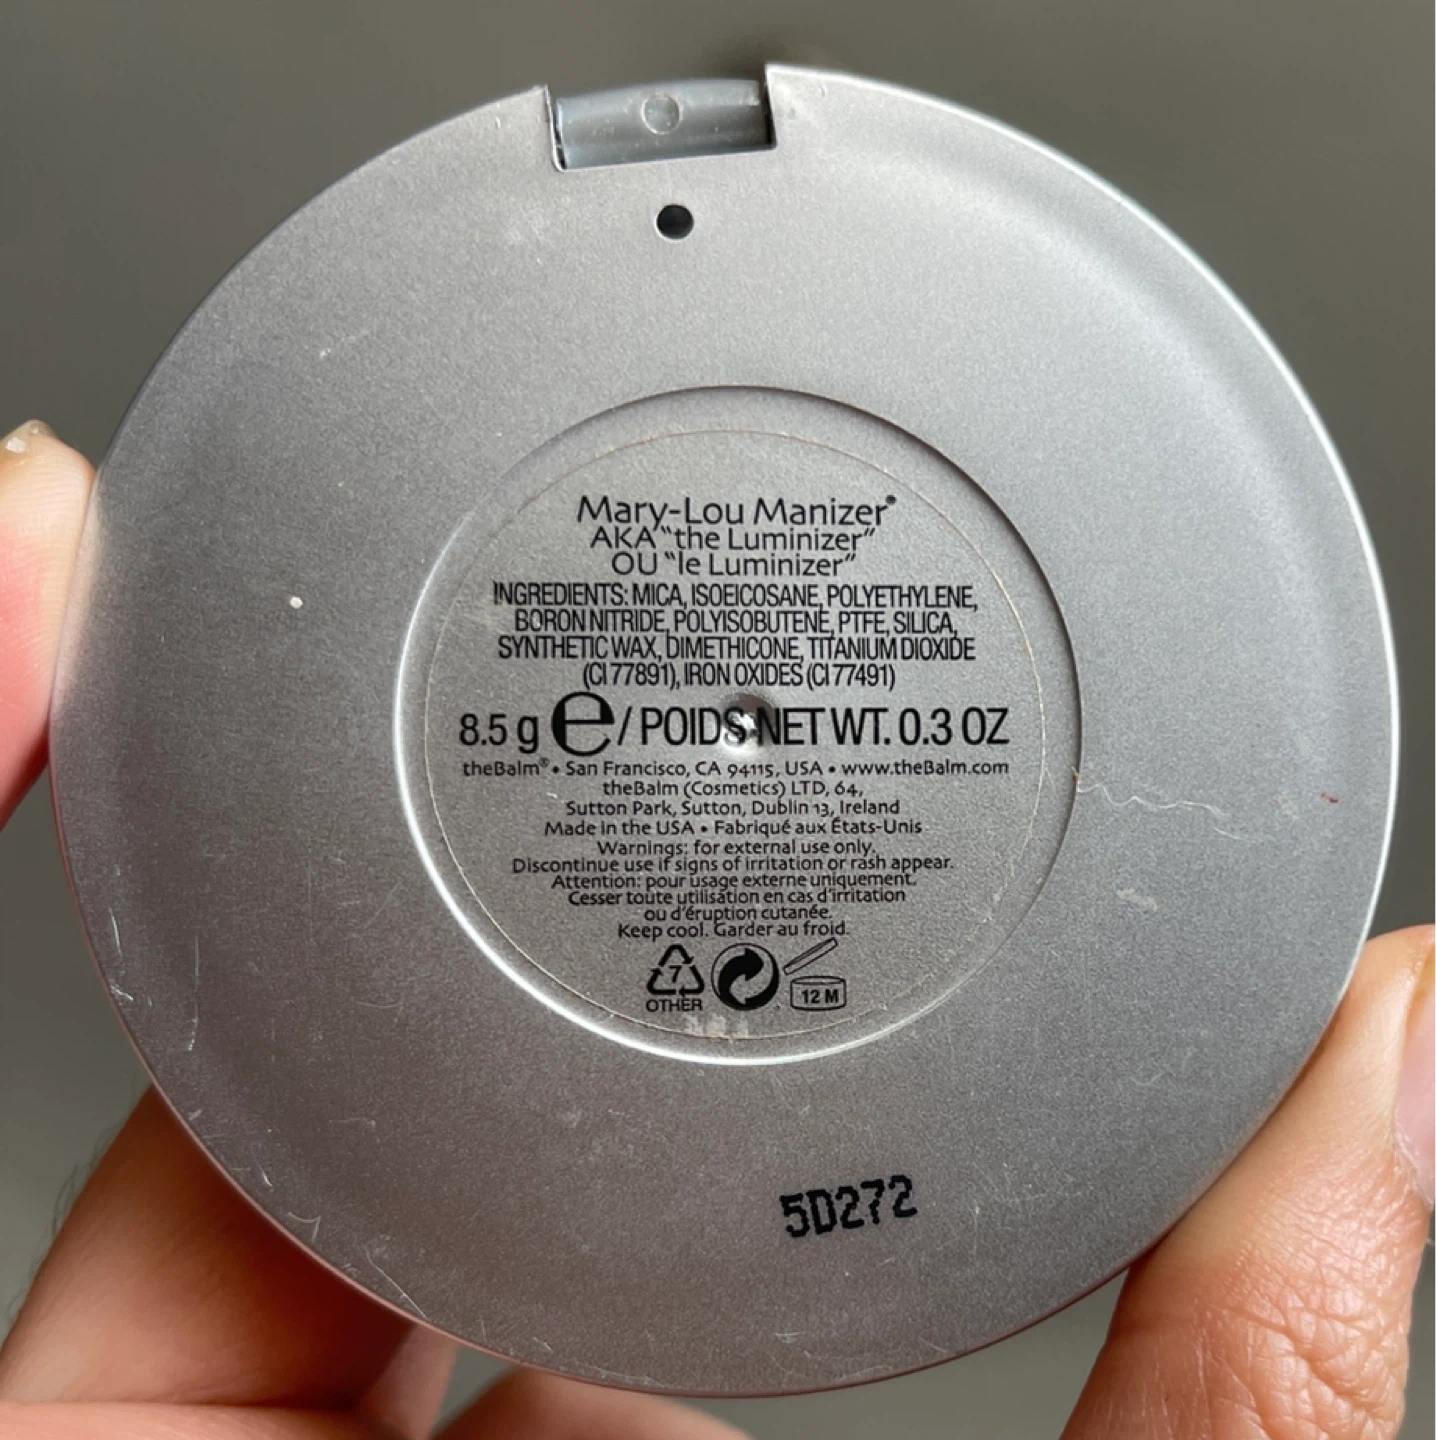 Mary-Lou Manizer®
AKA "the Luminizer"
OU "le Luminizer"
INGREDIENTS: MICA, ISOEICOSANE, POLYETHYLENE,
BORON NITRIDE, POLYISOBUTENE, PTFE, SILICA,
SYNTHETIC WAX, DIMETHICONE, TITANIUM DIOXIDE
(CI 77891), IRON OXIDES (CI 77491)
8.5 g e / POIDS NET WT. 0.3 OZ
theBalm® • San Francisco, CA 94115, USA • www.theBalm.com
theBalm (Cosmetics) LTD, 64,
Sutton Park, Sutton, Dublin 13, Ireland
Made in the USA • Fabriqué aux États-Unis
Warnings: for external use only.
Discontinue use if signs of irritation or rash appear.
Attention: pour usage externe uniquement.
Cesser toute utilisation en cas d'irritation
ou d'éruption cutanée.
Keep cool. Garder au froid.
7
OTHER
12 M
5D272